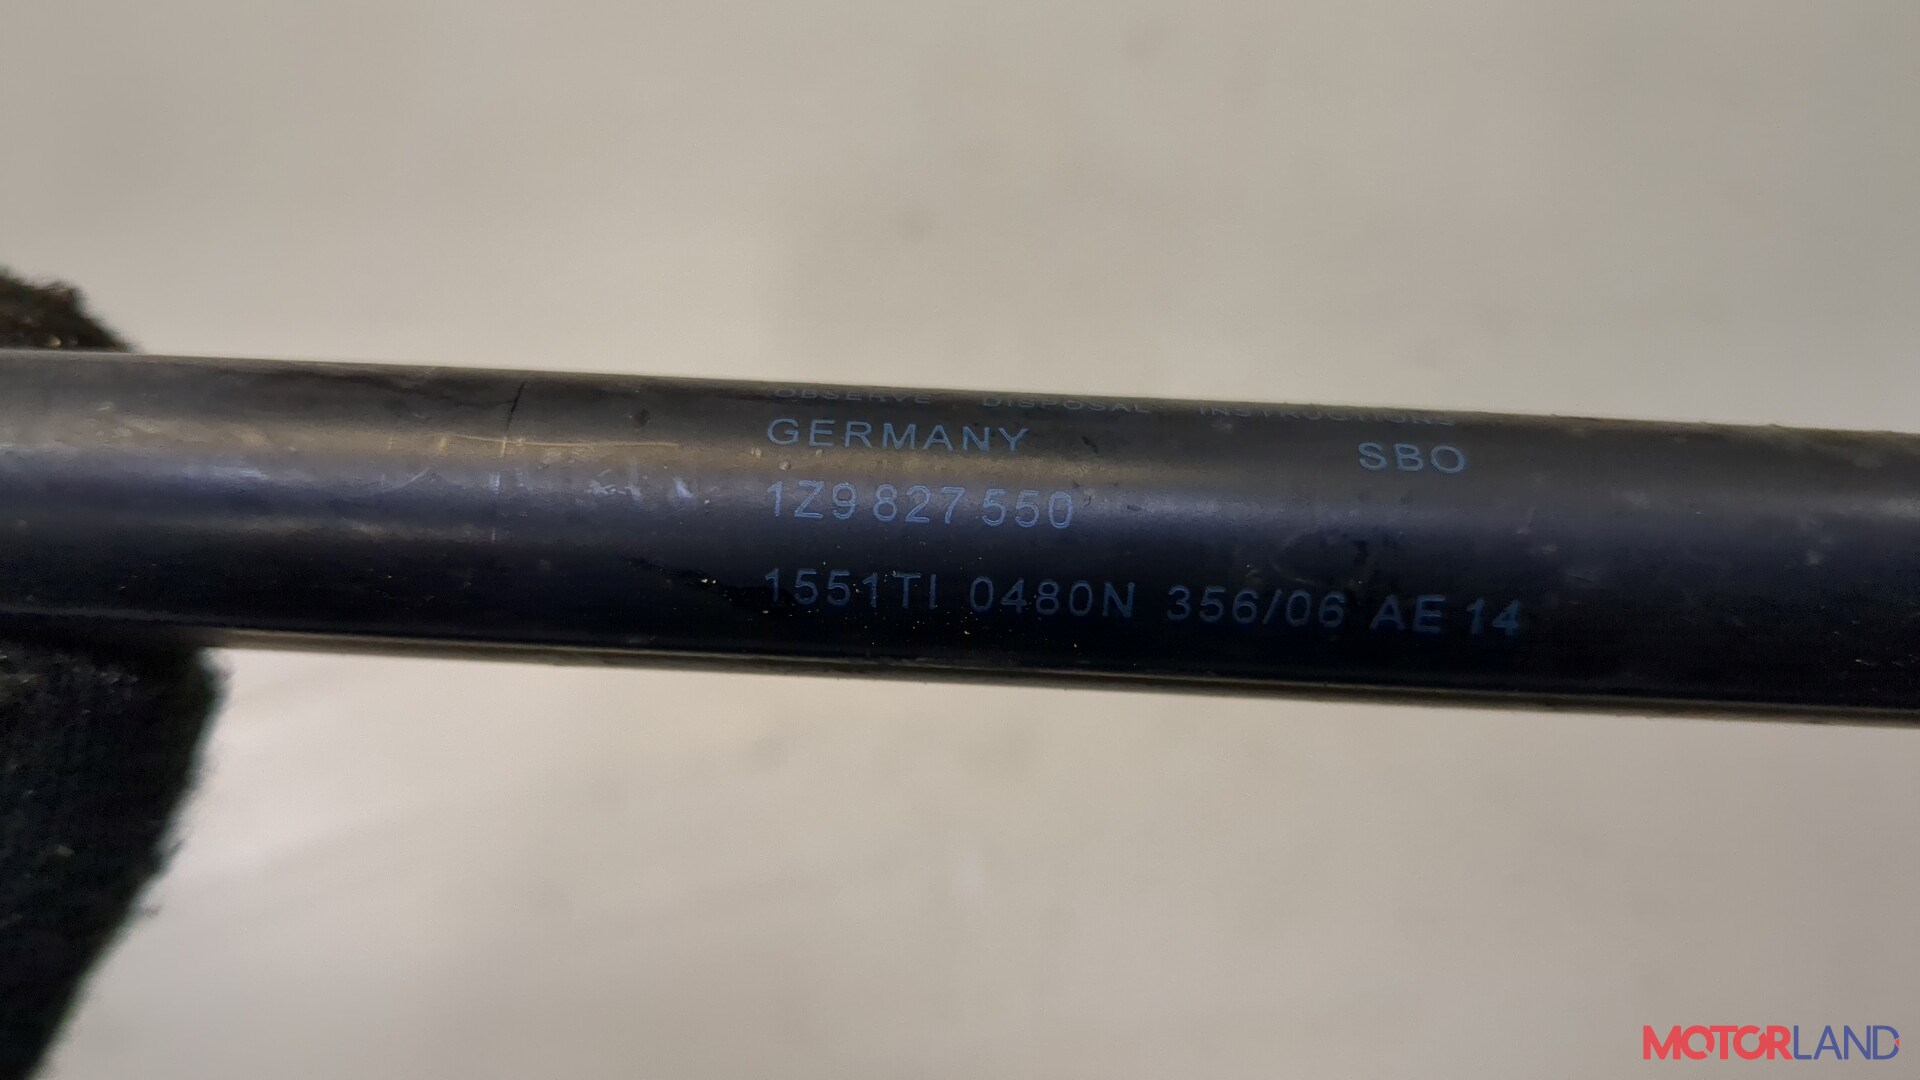 OBSERVE DISPOSAL INSTRUCTIONS
GERMANY SBO
1Z9 827 550
1551TI 0480N 356/06 AE 14
MOTORLAND